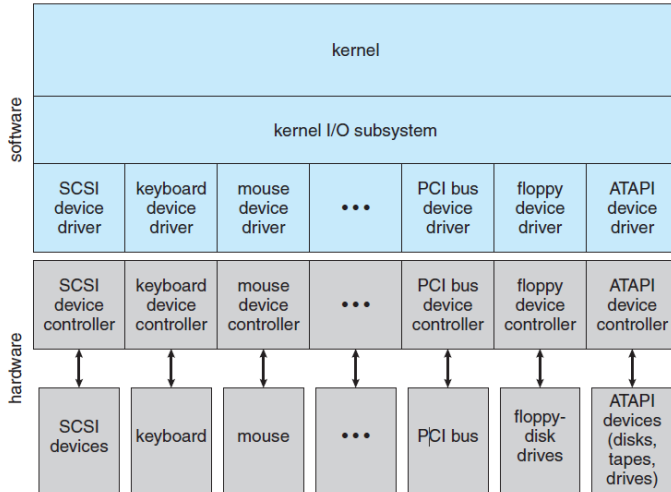 kernel
kernel I/O subsystem
software
SCSI
device
driver
keyboard
device
driver
mouse
device
driver
•••
PCI bus
device
driver
floppy
device
driver
ATAPI
device
driver
hardware
SCSI
device
controller
keyboard
device
controller
mouse
device
controller
•••
PCI bus
device
controller
floppy
device
controller
ATAPI
device
controller
SCSI
devices
keyboard
mouse
•••
PCI bus
floppy-
disk
drives
ATAPI
devices
(disks,
tapes,
drives)